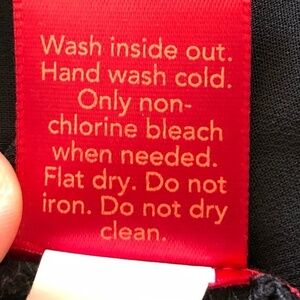 Wash inside out.
Hand wash cold.
Only non-
chlorine bleach
when needed.
Flat dry. Do not
iron. Do not dry
clean.